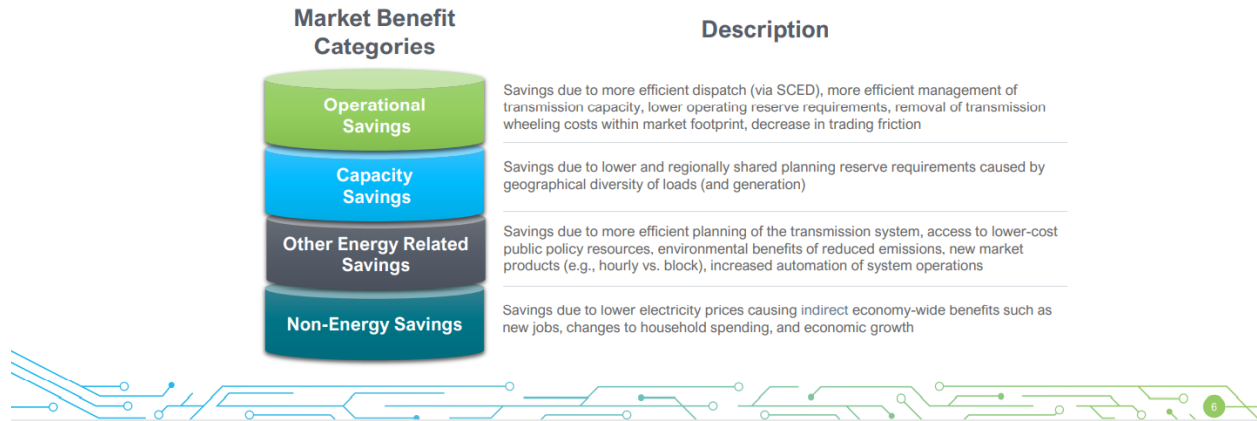 Market Benefit
Categories
Description
Operational
Savings
Savings due to more efficient dispatch (via SCED), more efficient management of
transmission capacity, lower operating reserve requirements, removal of transmission
wheeling costs within market footprint, decrease in trading friction
Capacity
Savings
Savings due to lower and regionally shared planning reserve requirements caused by
geographical diversity of loads (and generation)
Other Energy Related
Savings
Savings due to more efficient planning of the transmission system, access to lower-cost
public policy resources, environmental benefits of reduced emissions, new market
products (e.g., hourly vs. block), increased automation of system operations
Non-Energy Savings
Savings due to lower electricity prices causing indirect economy-wide benefits such as
new jobs, changes to household spending, and economic growth
6